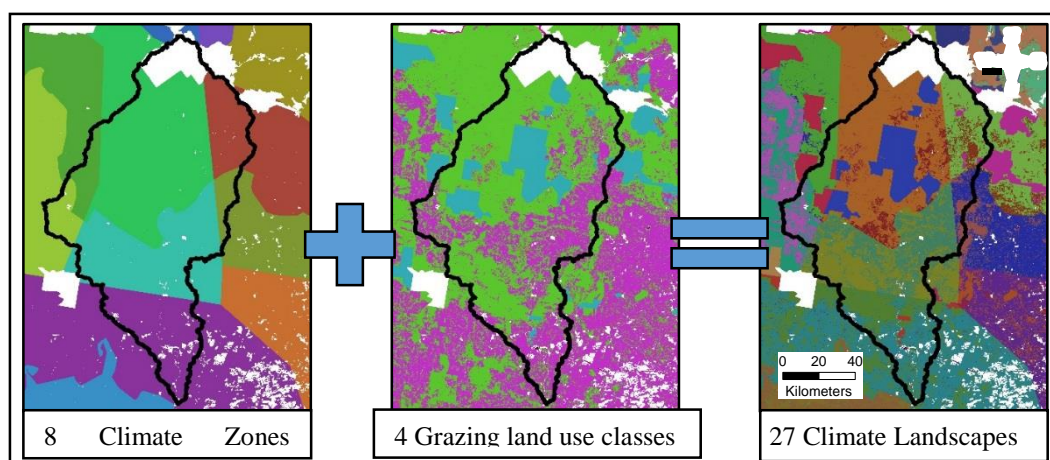 0 20 40
Kilometers
8 Climate Zones
4 Grazing land use classes
27 Climate Landscapes